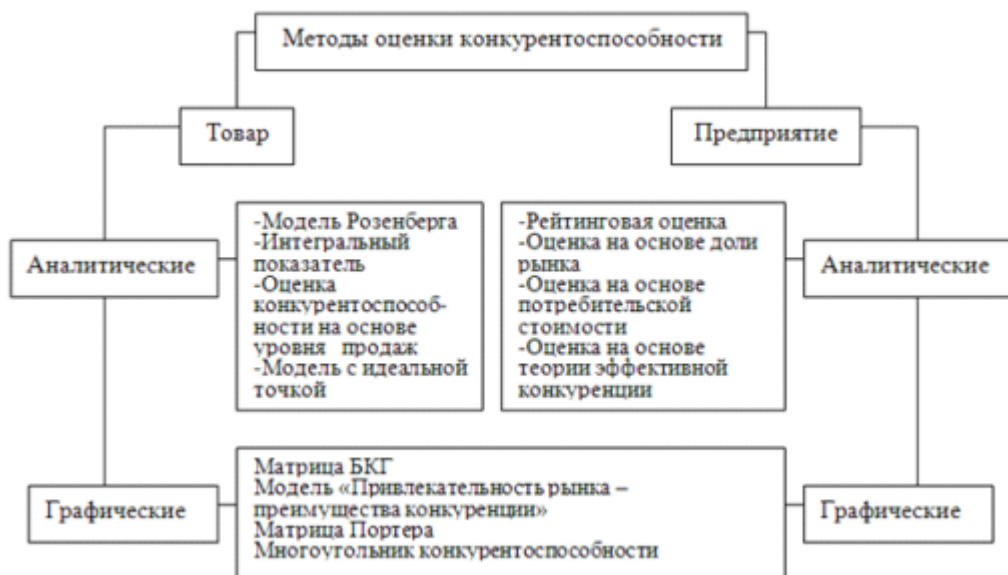 Методы оценки конкурентоспособности
Товар
Предприятие
Аналитические
-Модель Розенберга
-Интегральный
показатель
-Оценка
конкурентоспособ-
ности на основе
уровня продаж
-Модель с идеальной
точкой
-Рейтинговая оценка
-Оценка на основе доли
рынка
-Оценка на основе
потребительской
стоимости
-Оценка на основе
теории эффективной
конкуренции
Аналитические
Графические
Матрица БКГ
Модель «Привлекательность рынка –
преимущества конкуренции»
Матрица Портера
Многоугольник конкурентоспособности
Графические